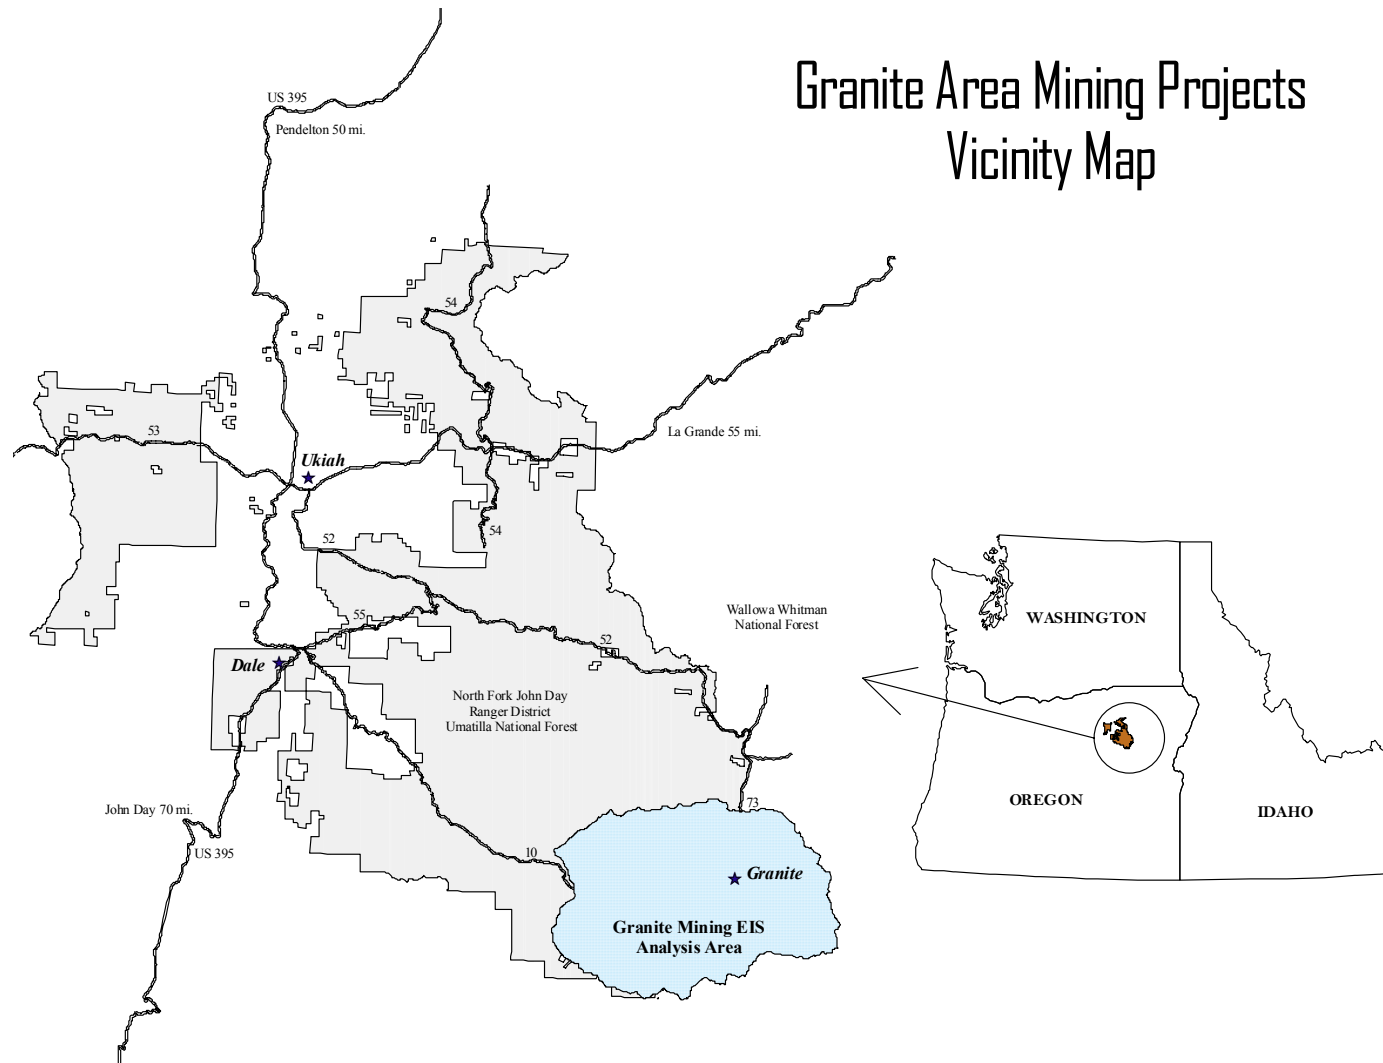 Granite Area Mining Projects
Vicinity Map
US 395
Pendelton 50 mi.
54
La Grande 55 mi.
53
Ukiah
54
52
55
52
Wallowa Whitman
National Forest
Dale
North Fork John Day
Ranger District
Umatilla National Forest
John Day 70 mi.
US 395
73
10
Granite
Granite Mining EIS
Analysis Area
WASHINGTON
OREGON
IDAHO